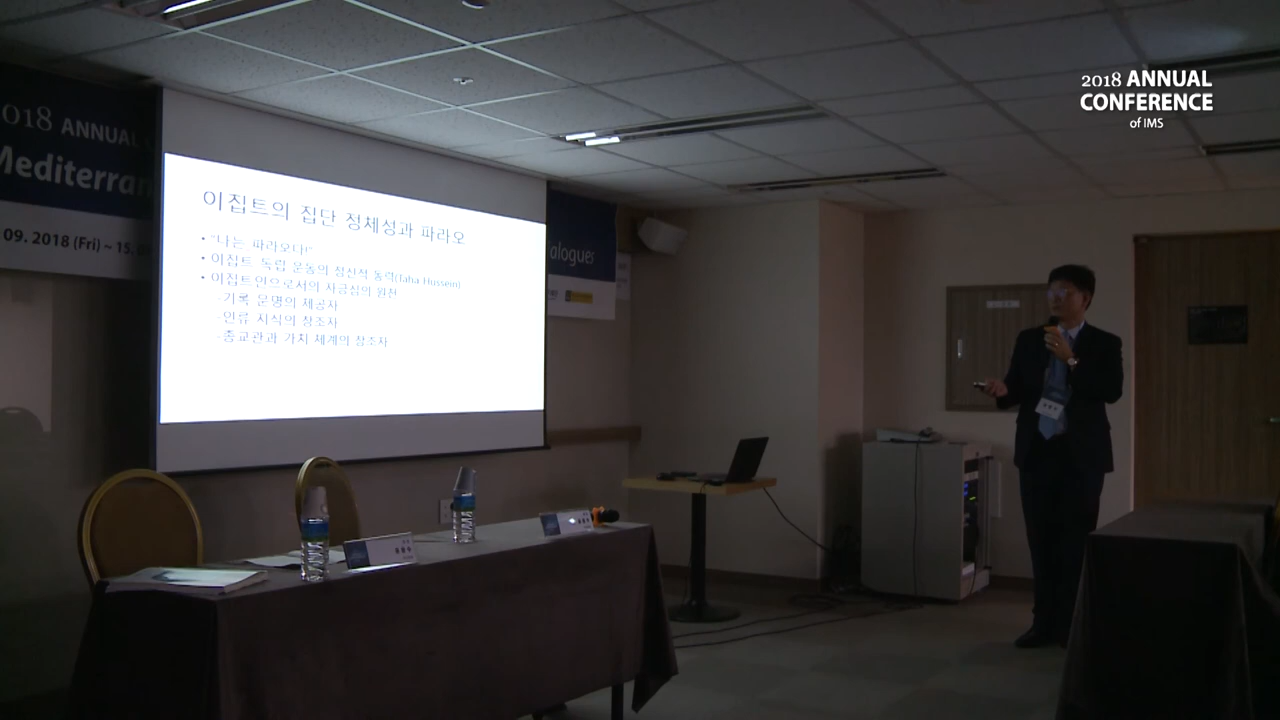 2018 ANNUAL
CONFERENCE
of IMS
2018 ANNUAL
Mediterran
09. 2018 (Fri) ~ 15.
이집트의 집단 정체성과 파라오
• "나는 파라오다!"
• 이집트 독립 운동의 정신적 동력(Taha Hussein)
• 이집트인으로서의 자긍심의 원천
-기록 문명의 제공자
-인류 지식의 창조자
-종교관과 가치 체계의 창조자
alogues